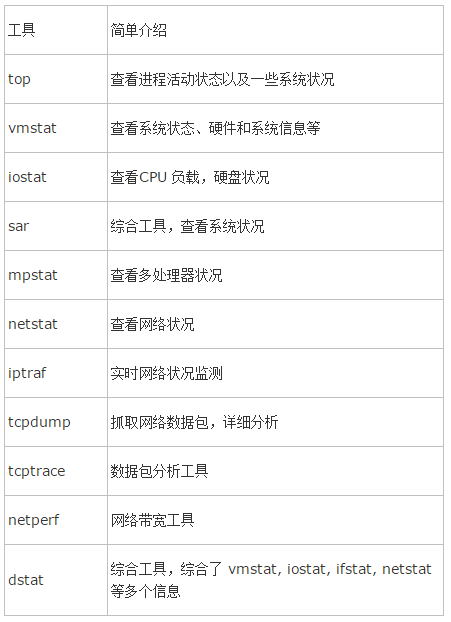 工具 简单介绍
top 查看进程活动状态以及一些系统状况
vmstat 查看系统状态、硬件和系统信息等
iostat 查看CPU 负载，硬盘状况
sar 综合工具，查看系统状况
mpstat 查看多处理器状况
netstat 查看网络状况
iptraf 实时网络状况监测
tcpdump 抓取网络数据包，详细分析
tcptrace 数据包分析工具
netperf 网络带宽工具
dstat 综合工具，综合了 vmstat, iostat, ifstat, netstat
等多个信息